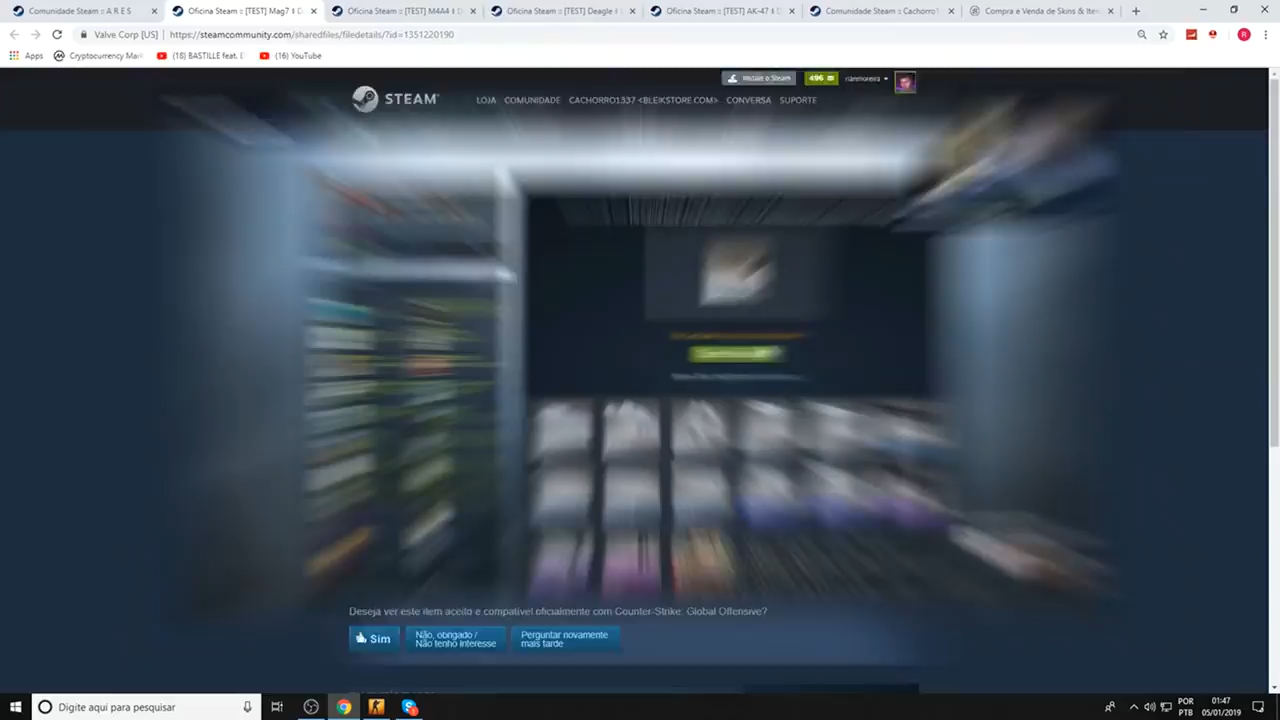 Comunidade Steam :: A R E S
Oficina Steam :: [TEST] Mag7
Oficina Steam :: [TEST] M4A4
Oficina Steam :: [TEST] Deagle
Oficina Steam :: [TEST] AK-47
Comunidade Steam :: Cachorro1
Compra e Venda de Skins & Ite
Valve Corp [US] | https://steamcommunity.com/sharedfiles/filedetails/?id=1351220190
Apps
Cryptocurrency Mar
(18) BASTILLE feat. E
(16) YouTube
Instale o Steam
496
rianmoreira
STEAM
LOJA
COMUNIDADE
CACHORRO1337 <BLEIKSTORE.COM>
CONVERSA
SUPORTE
Deseja ver este item aceito e compatível oficialmente com Counter-Strike: Global Offensive?
Sim
Não, obrigado /
Não tenho interesse
Perguntar novamente
mais tarde
Digite aqui para pesquisar
POR
PTB
01:47
05/01/2019